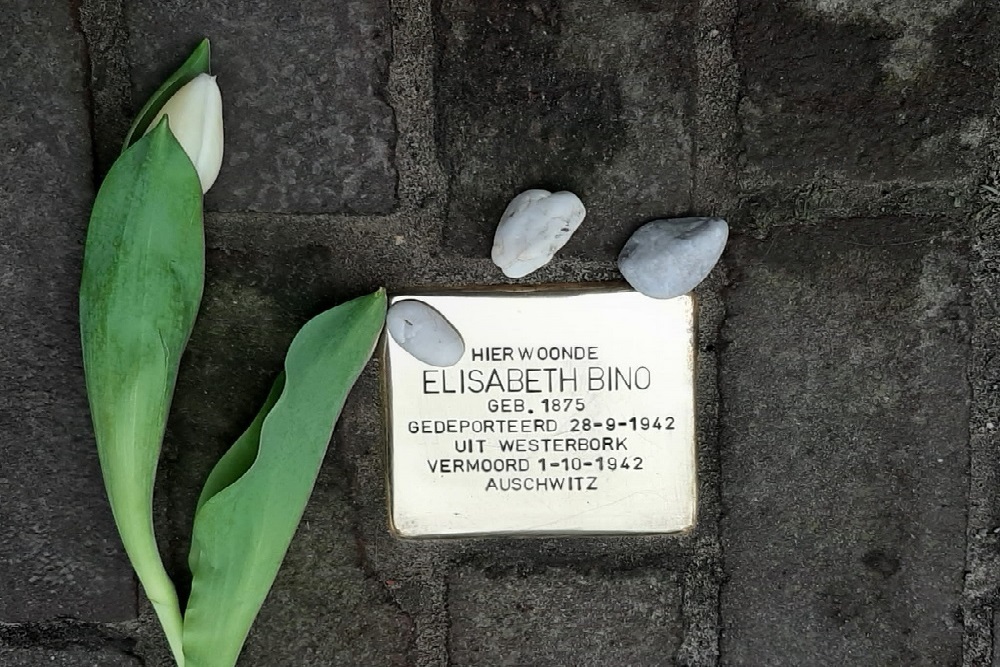 HIER WOONDE
ELISABETH BINO
GEB. 1875
GEDEPORTEERD 28-9-1942
UIT WESTERBORK
VERMOORD 1-10-1942
AUSCHWITZ